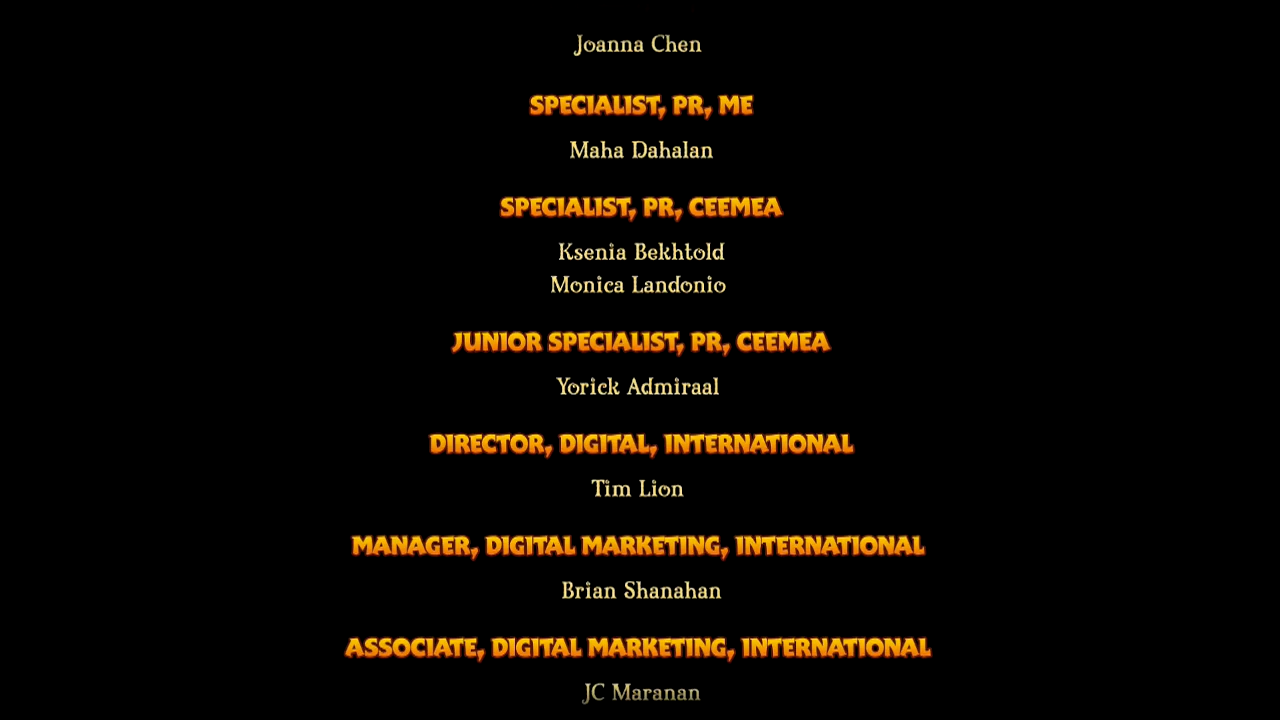 Joanna Chen
SPECIALIST, PR, ME
Maha Dahalan
SPECIALIST, PR, CEEMEA
Ksenia Bekhtold
Monica Landonio
JUNIOR SPECIALIST, PR, CEEMEA
Yorick Admiraal
DIRECTOR, DIGITAL, INTERNATIONAL
Tim Lion
MANAGER, DIGITAL MARKETING, INTERNATIONAL
Brian Shanahan
ASSOCIATE, DIGITAL MARKETING, INTERNATIONAL
JC Maranan